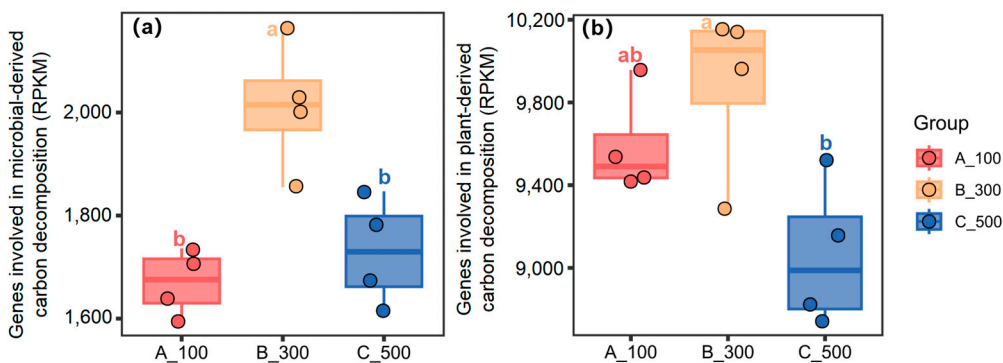 (a)
Genes involved in microbial-derived
carbon decomposition (RPKM)
2,000
1,800
1,600
b
a
b
A_100
B_300
C_500
(b)
Genes involved in plant-derived
carbon decomposition (RPKM)
10,200
9,800
9,400
9,000
ab
a
b
A_100
B_300
C_500
Group
A_100
B_300
C_500